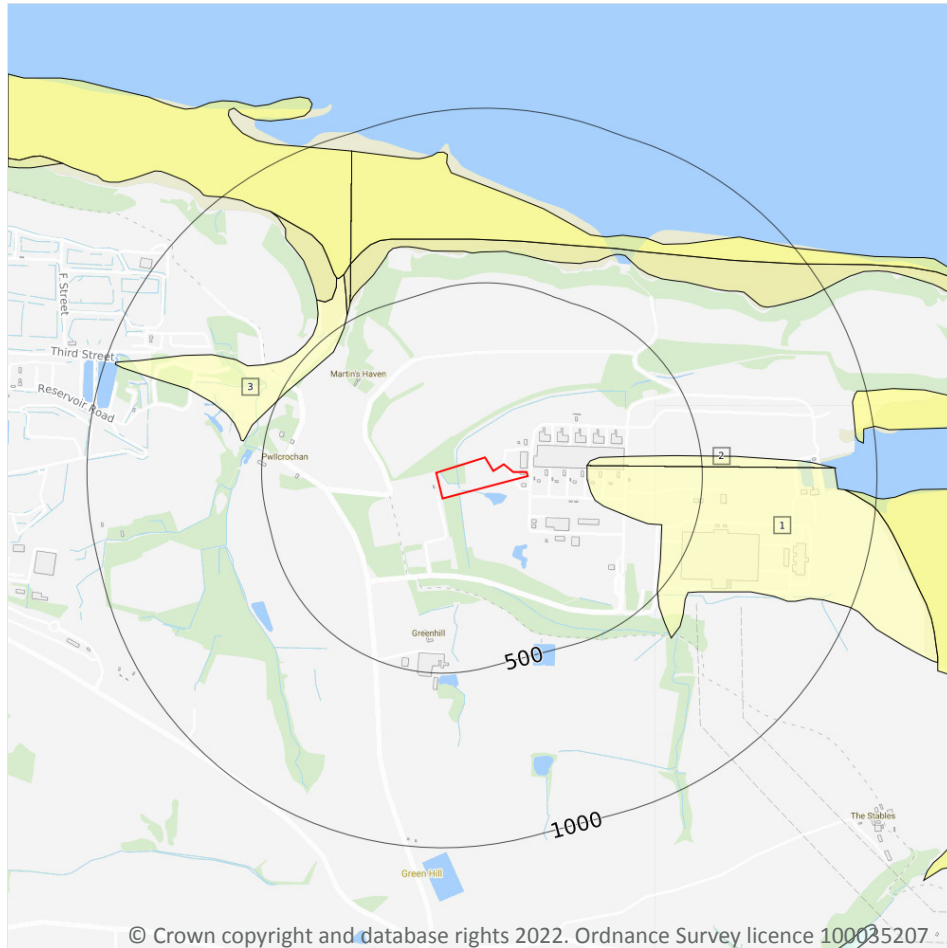 F Street
Third Street
Reservoir Road
3
Martin's Haven
Pwllcrochan
2
1
Greenhill
500
1000
The Stables
Green Hill
© Crown copyright and database rights 2022. Ordnance Survey licence 100035207